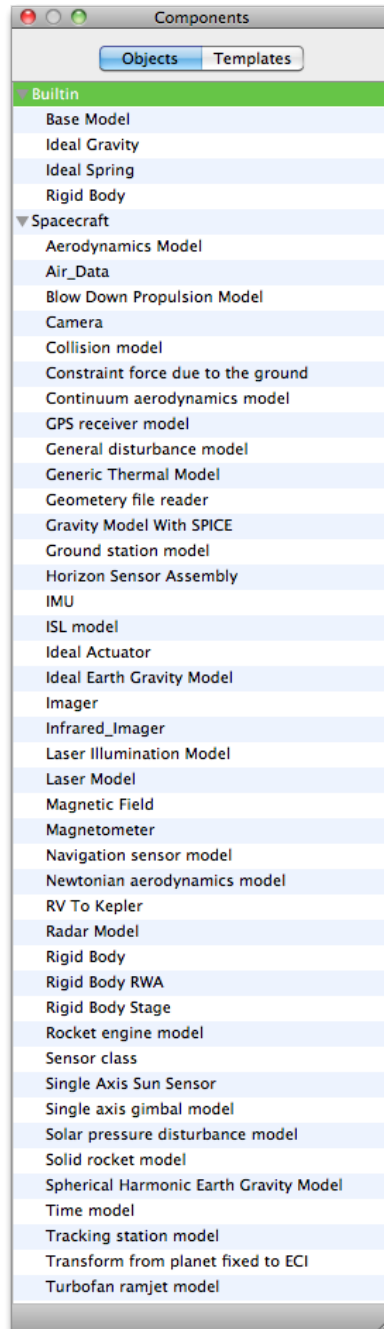 Components
Objects Templates
Builtin
Base Model
Ideal Gravity
Ideal Spring
Rigid Body
Spacecraft
Aerodynamics Model
Air_Data
Blow Down Propulsion Model
Camera
Collision model
Constraint force due to the ground
Continuum aerodynamics model
GPS receiver model
General disturbance model
Generic Thermal Model
Geometery file reader
Gravity Model With SPICE
Ground station model
Horizon Sensor Assembly
IMU
ISL model
Ideal Actuator
Ideal Earth Gravity Model
Imager
Infrared_Imager
Laser Illumination Model
Laser Model
Magnetic Field
Magnetometer
Navigation sensor model
Newtonian aerodynamics model
RV To Kepler
Radar Model
Rigid Body
Rigid Body RWA
Rigid Body Stage
Rocket engine model
Sensor class
Single Axis Sun Sensor
Single axis gimbal model
Solar pressure disturbance model
Solid rocket model
Spherical Harmonic Earth Gravity Model
Time model
Tracking station model
Transform from planet fixed to ECI
Turbofan ramjet model